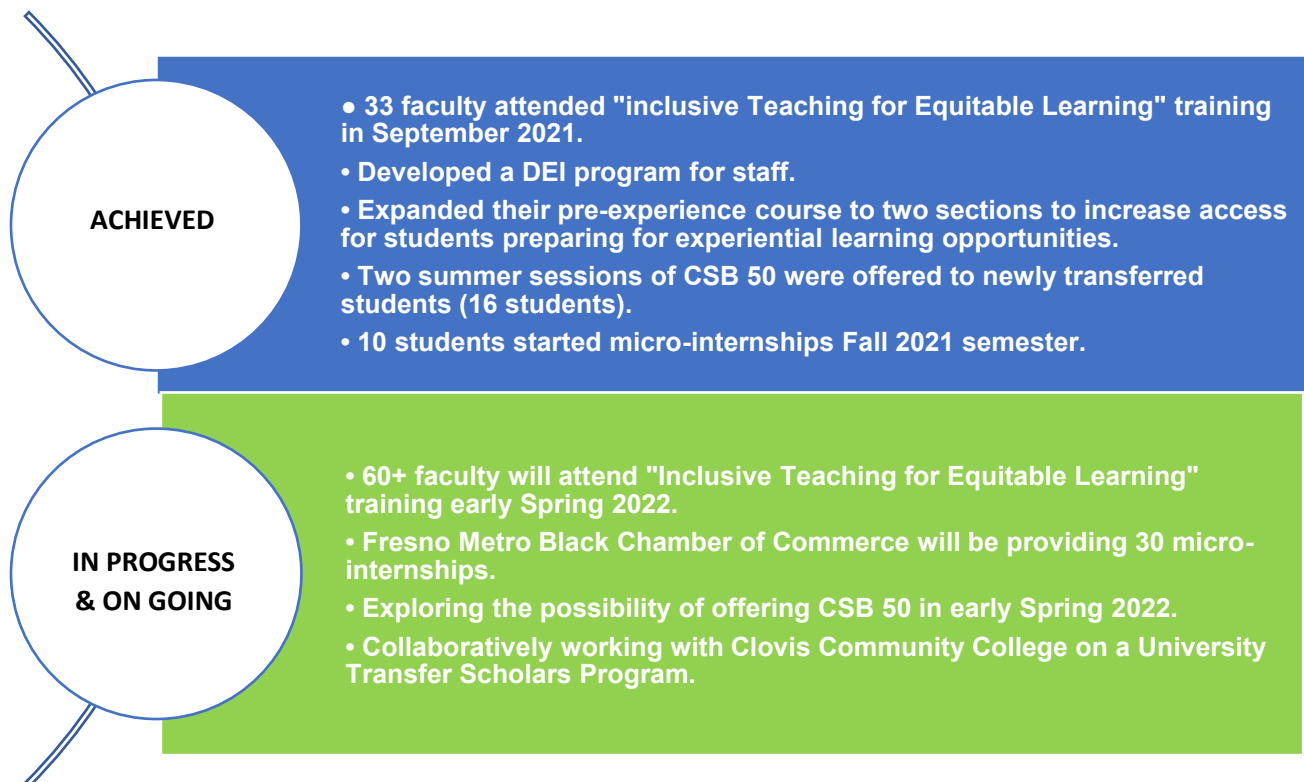 ACHIEVED
● 33 faculty attended "inclusive Teaching for Equitable Learning" training
in September 2021.
• Developed a DEI program for staff.
• Expanded their pre-experience course to two sections to increase access
for students preparing for experiential learning opportunities.
• Two summer sessions of CSB 50 were offered to newly transferred
students (16 students).
• 10 students started micro-internships Fall 2021 semester.
IN PROGRESS
& ON GOING
• 60+ faculty will attend "Inclusive Teaching for Equitable Learning"
training early Spring 2022.
• Fresno Metro Black Chamber of Commerce will be providing 30 micro-
internships.
• Exploring the possibility of offering CSB 50 in early Spring 2022.
• Collaboratively working with Clovis Community College on a University
Transfer Scholars Program.